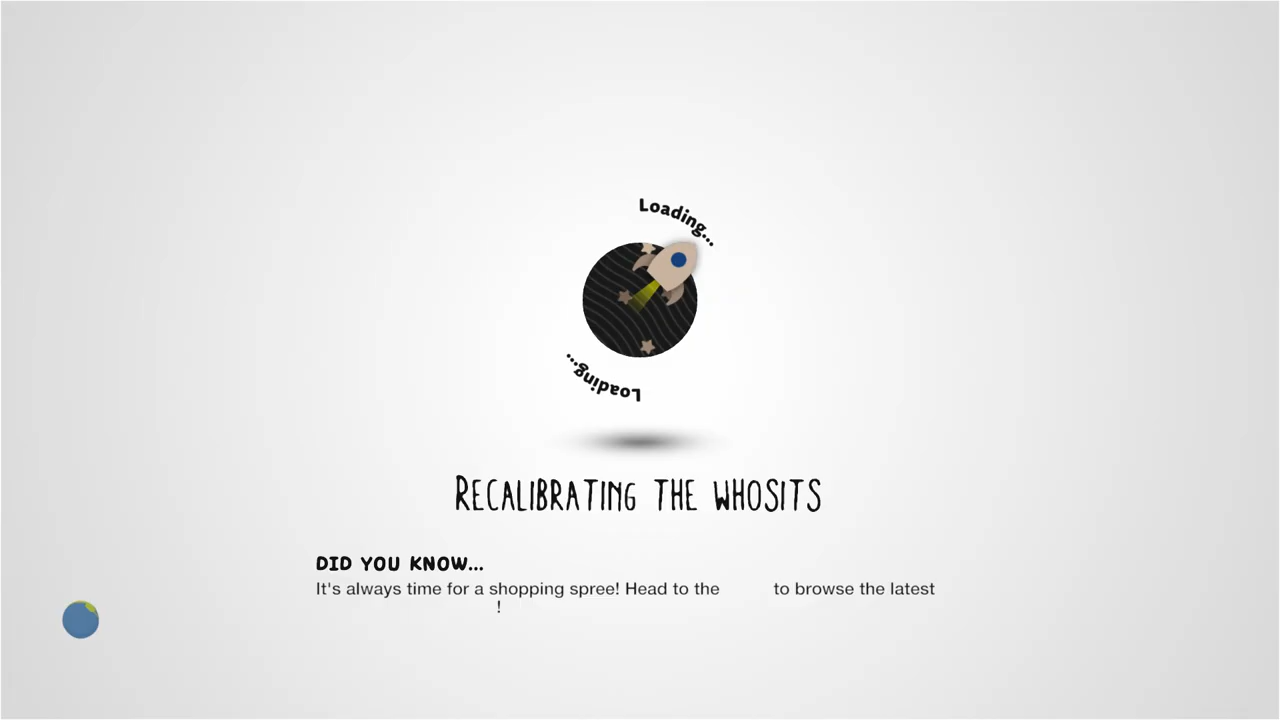 Loading...
Loading...
Recalibrating the whosits
DID YOU KNOW...
It's always time for a shopping spree! Head to the to browse the latest
!